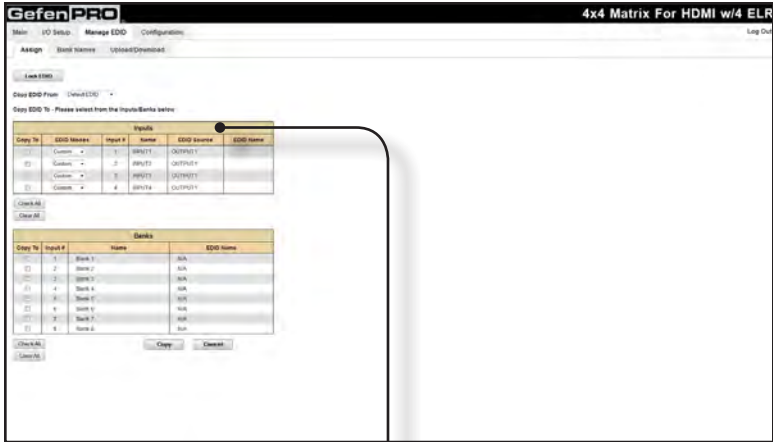 GefenPRO 4x4 Matrix For HDMI w/4 ELR
Main I/O Setup Manage EDID Configuration Log Out
Assign Bank Names Upload/Download
Lock EDID
Copy EDID From Default EDID
Copy EDID To - Please select from the Inputs/Banks below
Inputs
Copy To EDID Modes Input # Name EDID Source EDID Name
Custom 1 INPUT1 OUTPUT1
Custom 2 INPUT2 OUTPUT1
Custom 3 INPUT3 OUTPUT1
Custom 4 INPUT4 OUTPUT1
Check All
Clear All
Banks
Copy To Input # Name EDID Name
1 Bank 1 N/A
2 Bank 2 N/A
3 Bank 3 N/A
4 Bank 4 N/A
5 Bank 5 N/A
6 Bank 6 N/A
7 Bank 7 N/A
8 Bank 8 N/A
Check All Copy Cancel
Clear All